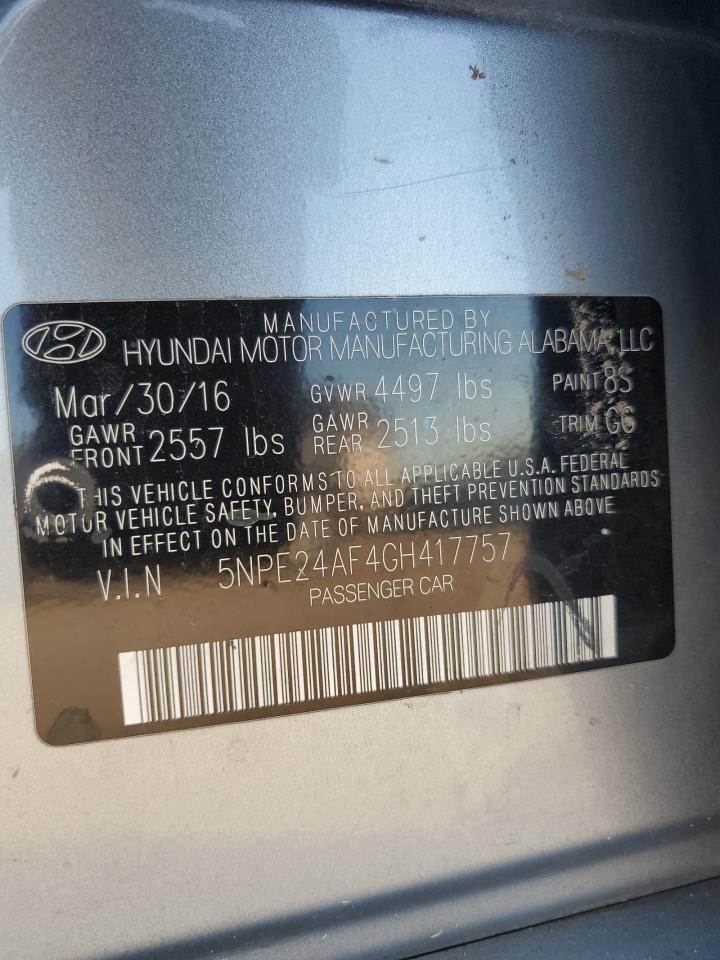 MANUFACTURED BY
HYUNDAI MOTOR MANUFACTURING ALABAMA, LLC
Mar/30/16 GVWR 4497 lbs PAINT 8S
GAWR FRONT 2557 lbs GAWR REAR 2513 lbs TRIM GG
THIS VEHICLE CONFORMS TO ALL APPLICABLE U.S.A. FEDERAL
MOTOR VEHICLE SAFETY, BUMPER, AND THEFT PREVENTION STANDARDS
IN EFFECT ON THE DATE OF MANUFACTURE SHOWN ABOVE
V.I.N 5NPE24AF4GH417757
PASSENGER CAR